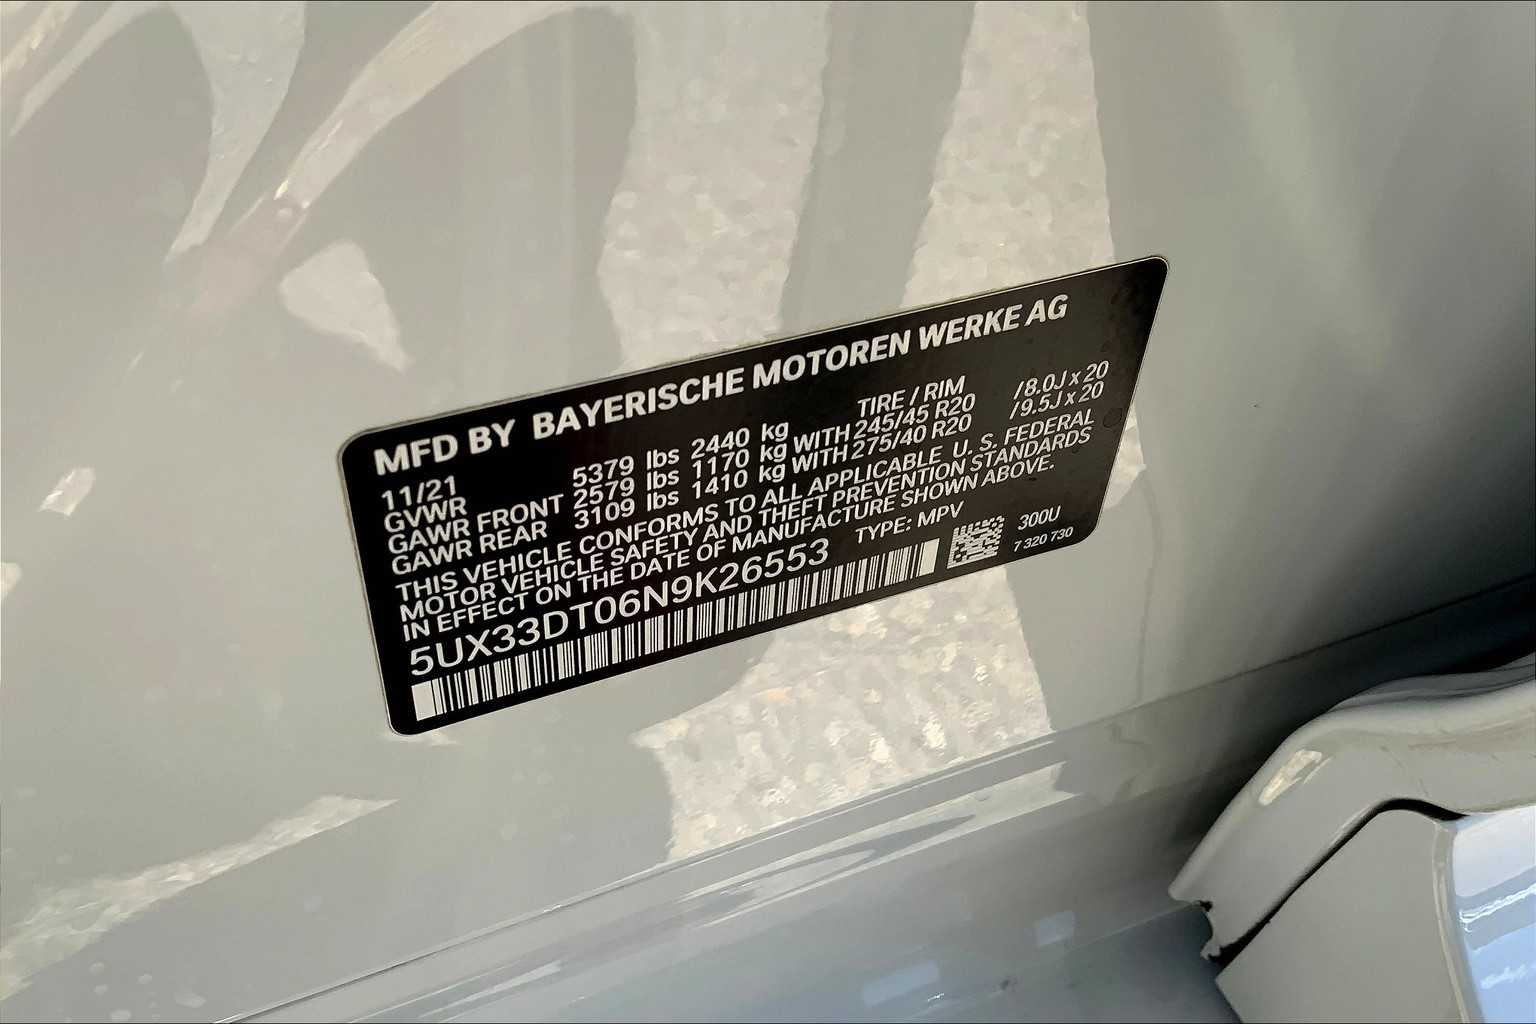 MFD BY BAYERISCHE MOTOREN WERKE AG
11/21 TIRE / RIM
GVWR 5379 lbs 2440 kg
GAWR FRONT 2579 lbs 1170 kg WITH 245/45 R20 /8.0J x 20
GAWR REAR 3109 lbs 1410 kg WITH 275/40 R20 /9.5J x 20
THIS VEHICLE CONFORMS TO ALL APPLICABLE U. S. FEDERAL
MOTOR VEHICLE SAFETY AND THEFT PREVENTION STANDARDS
IN EFFECT ON THE DATE OF MANUFACTURE SHOWN ABOVE.
5UX33DT06N9K26553 TYPE: MPV
300U
7 320 730